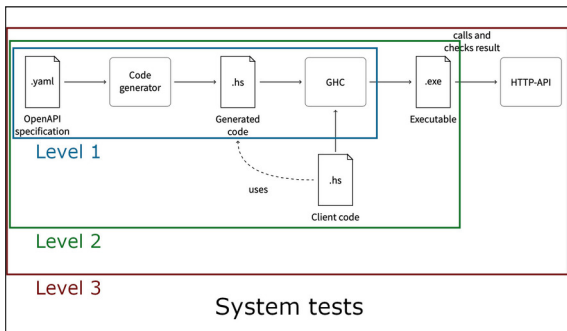 calls and
checks result
.yaml
Code
generator
.hs
GHC
.exe
HTTP-API
OpenAPI
specification
Generated
code
Executable
Level 1
uses
.hs
Client code
Level 2
Level 3
System tests